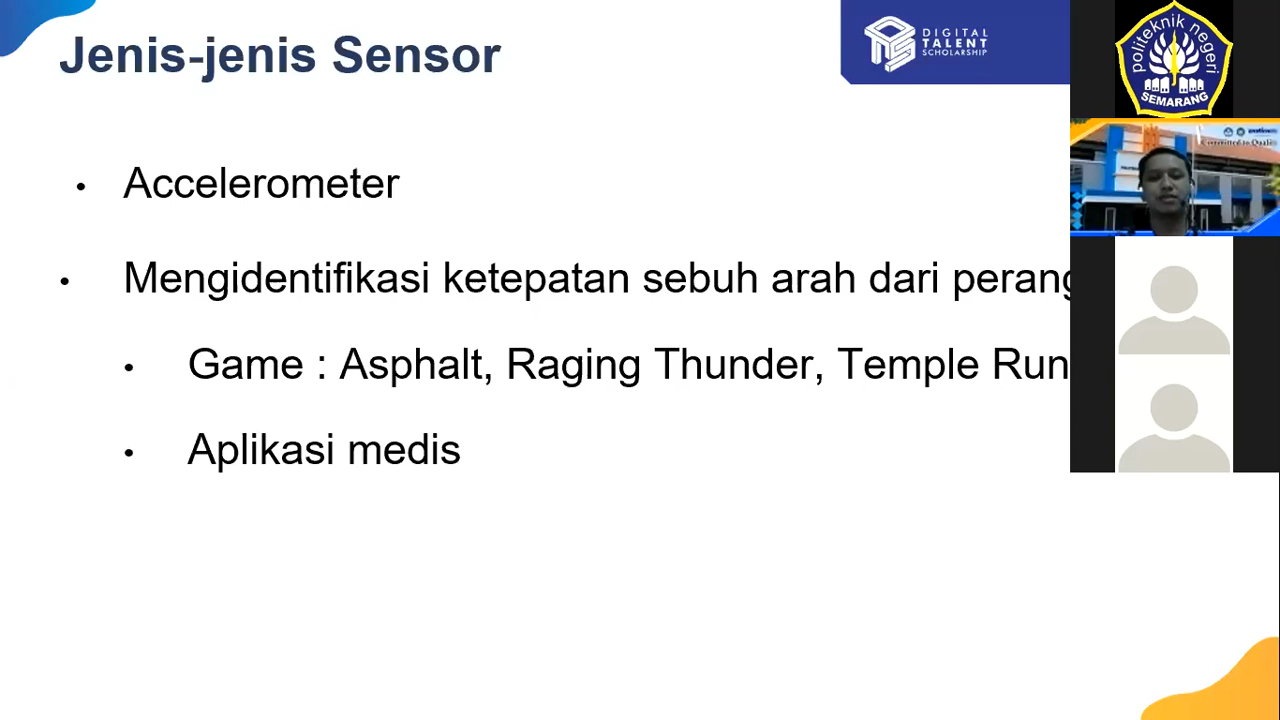 Jenis-jenis Sensor
DIGITAL
TALENT
SCHOLARSHIP
politeknik negeri
SEMARANG
Accelerometer
Mengidentifikasi ketepatan sebuh arah dari perang
Game : Asphalt, Raging Thunder, Temple Run
Aplikasi medis